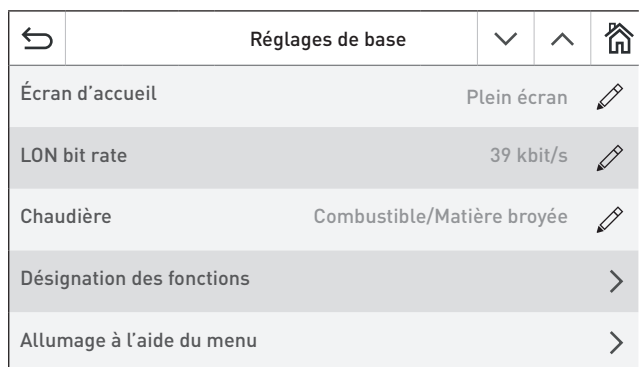 Réglages de base
Écran d'accueil Plein écran
LON bit rate 39 kbit/s
Chaudière Combustible/Matière broyée
Désignation des fonctions
Allumage à l'aide du menu